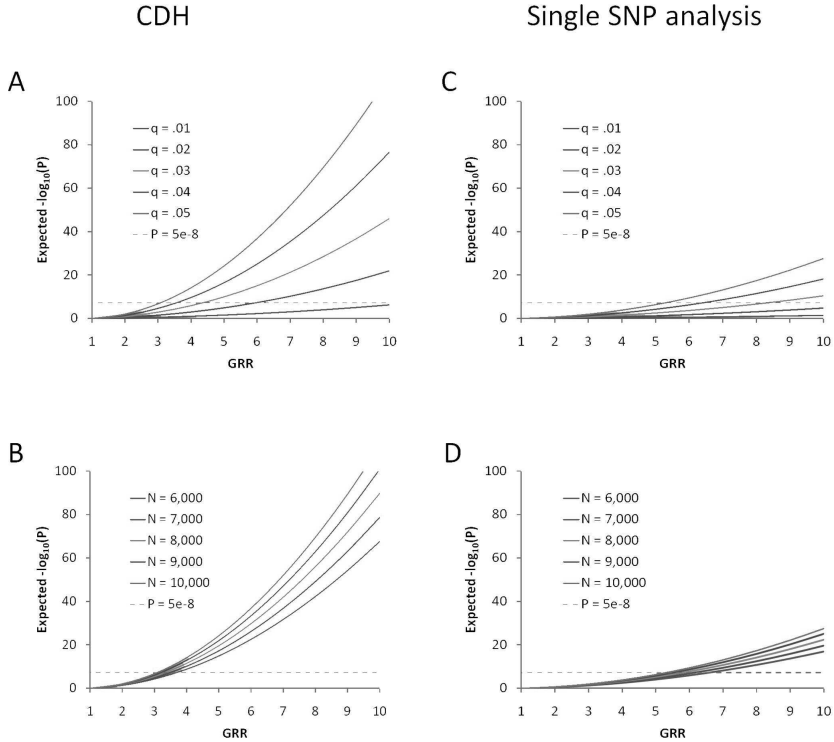 CDH
Single SNP analysis
A
Expected -log10(P)
100
80
60
40
20
0
q = .01
q = .02
q = .03
q = .04
q = .05
P = 5e-8
1 2 3 4 5 6 7 8 9 10
GRR
C
Expected -log10(P)
100
80
60
40
20
0
q = .01
q = .02
q = .03
q = .04
q = .05
P = 5e-8
1 2 3 4 5 6 7 8 9 10
GRR
B
Expected -log10(P)
100
80
60
40
20
0
N = 6,000
N = 7,000
N = 8,000
N = 9,000
N = 10,000
P = 5e-8
1 2 3 4 5 6 7 8 9 10
GRR
D
Expected -log10(P)
100
80
60
40
20
0
N = 6,000
N = 7,000
N = 8,000
N = 9,000
N = 10,000
P = 5e-8
1 2 3 4 5 6 7 8 9 10
GRR